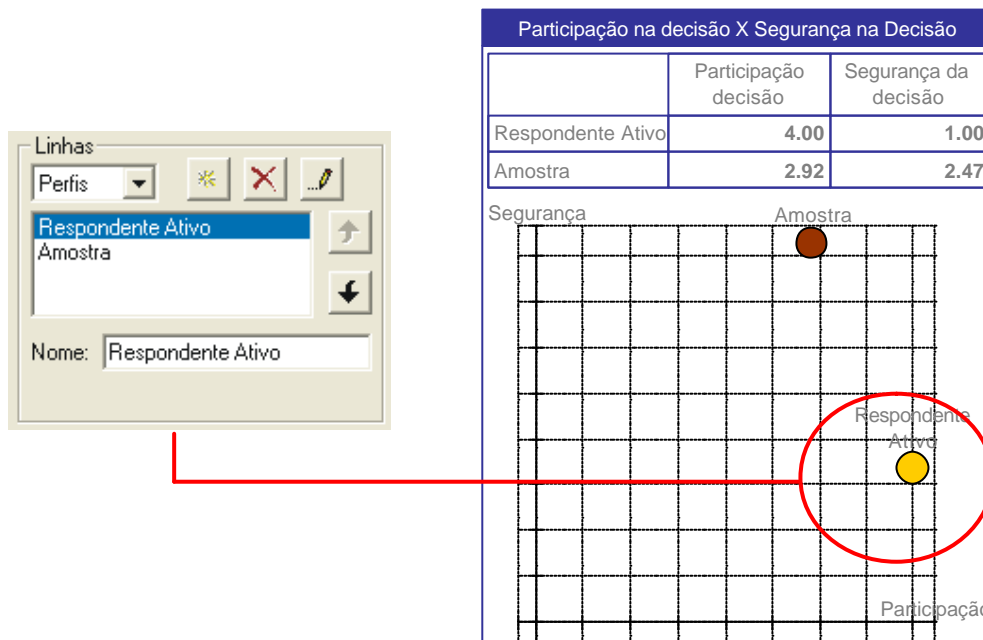 Linhas
Perfis
Respondente Ativo
Amostra
Nome: Respondente Ativo
Participação na decisão X Segurança na Decisão
Participação decisão
Segurança da decisão
Respondente Ativo 4.00 1.00
Amostra 2.92 2.47
Segurança
Amostra
Respondente
Ativo
Participação